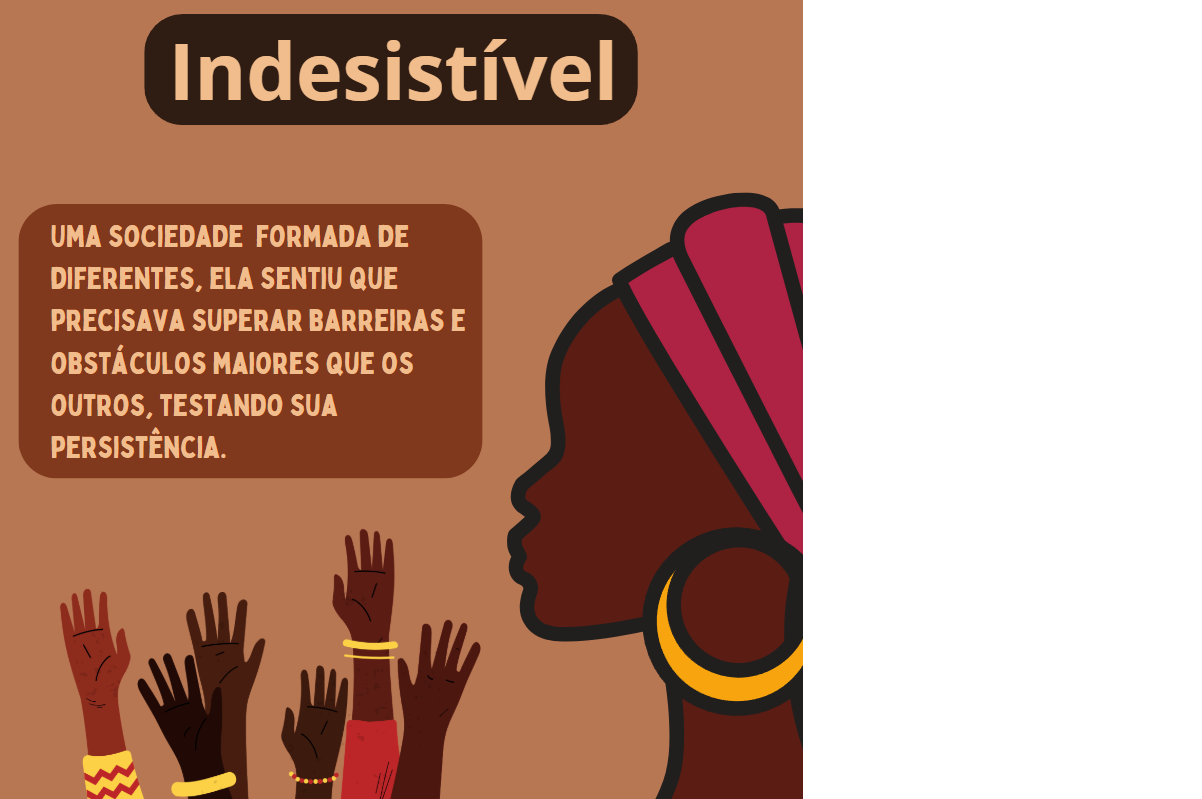 Indesistível
UMA SOCIEDADE FORMADA DE
DIFERENTES, ELA SENTIU QUE
PRECISAVA SUPERAR BARREIRAS E
OBSTÁCULOS MAIORES QUE OS
OUTROS, TESTANDO SUA
PERSISTÊNCIA.